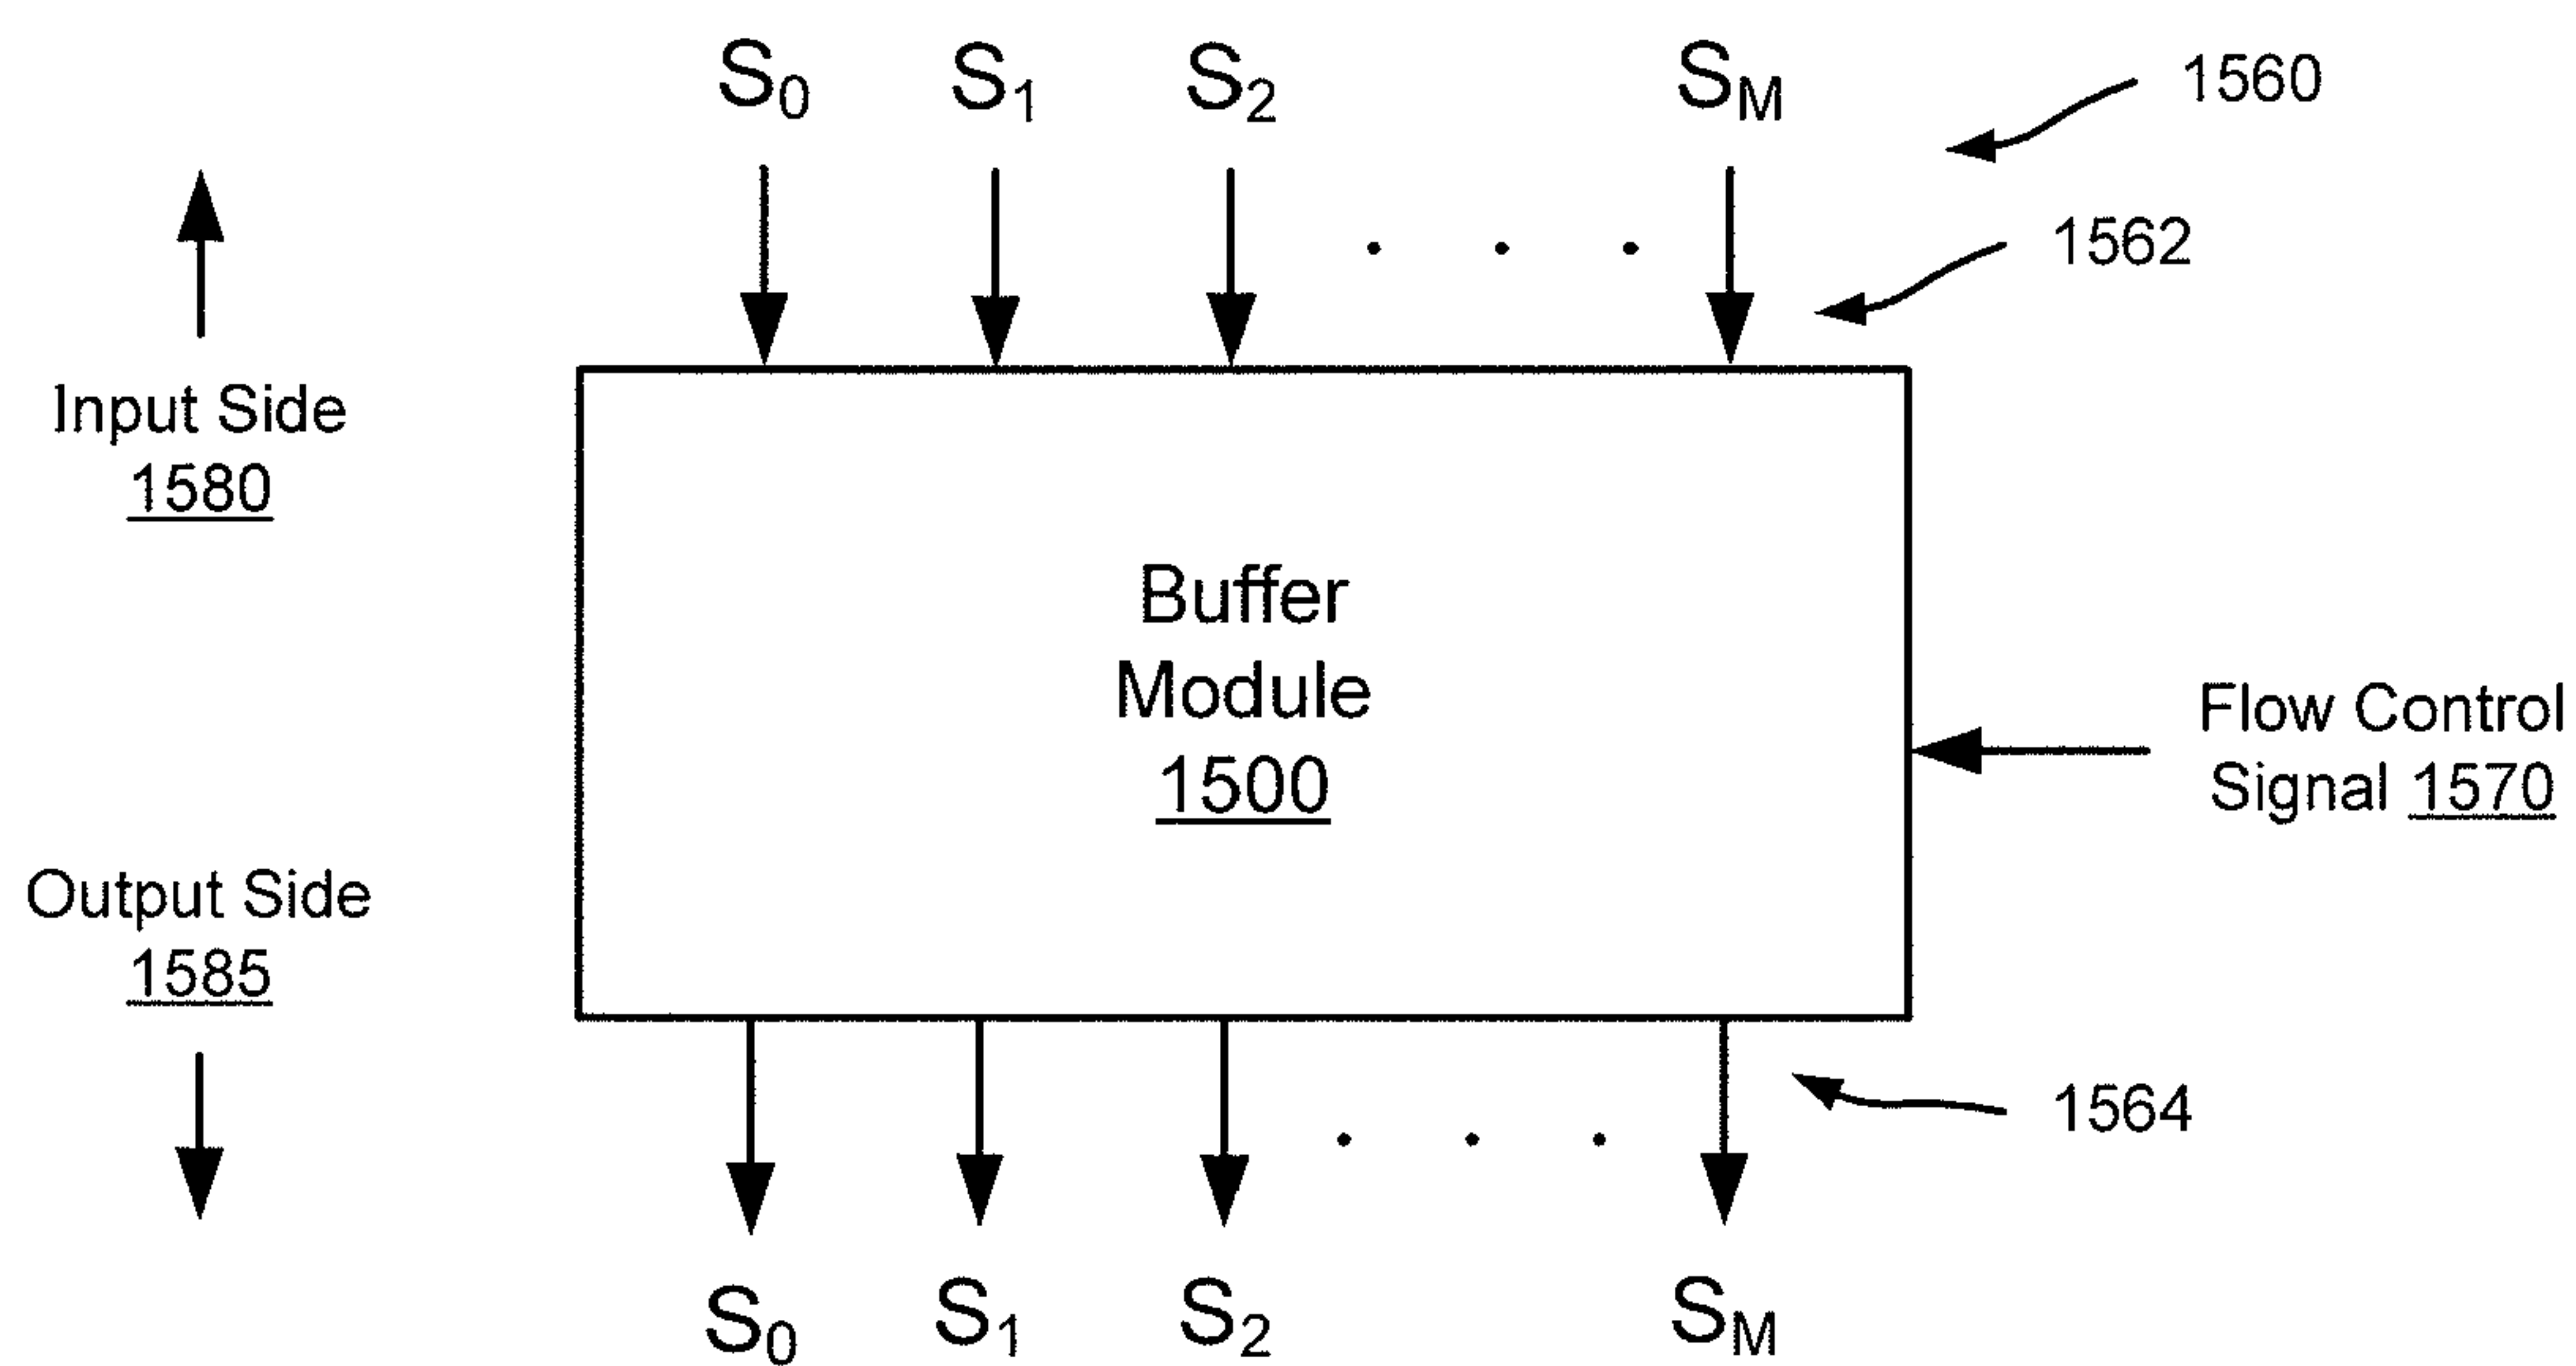 S0 S1 S2 SM 1560
1562
Input Side
1580
Buffer
Module
1500
Flow Control
Signal 1570
Output Side
1585
1564
S0 S1 S2 SM